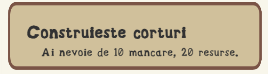 Construieste corturi
Ai nevoie de 10 mancare, 20 resurse.